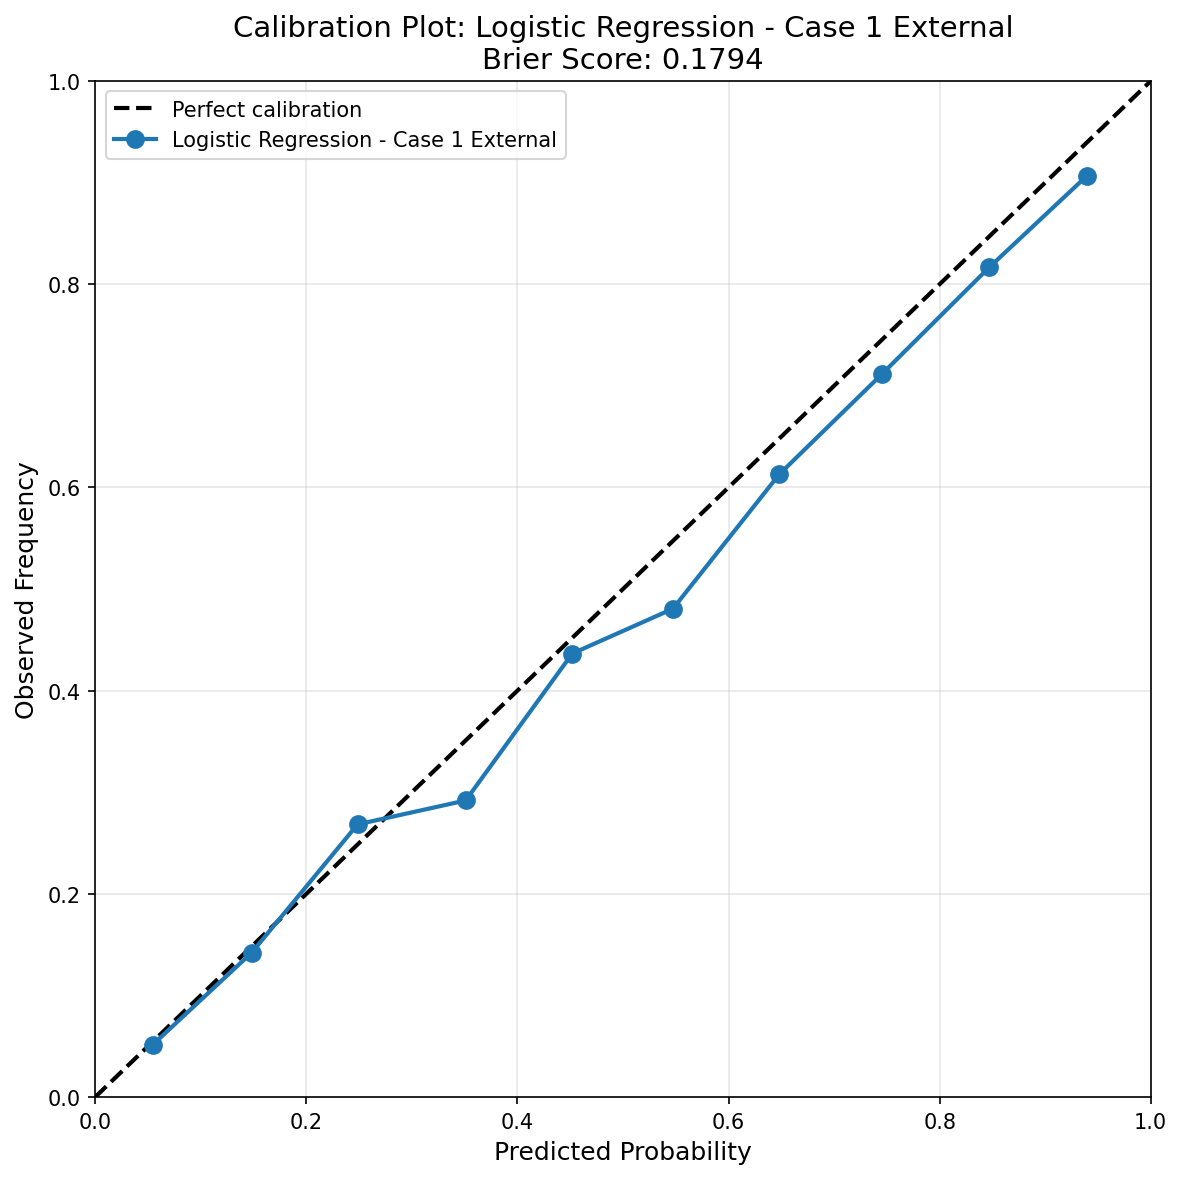 Calibration Plot: Logistic Regression - Case 1 External
Brier Score: 0.1794
Perfect calibration
Logistic Regression - Case 1 External
Observed Frequency
1.0
0.8
0.6
0.4
0.2
0.0
0.0 0.2 0.4 0.6 0.8 1.0
Predicted Probability